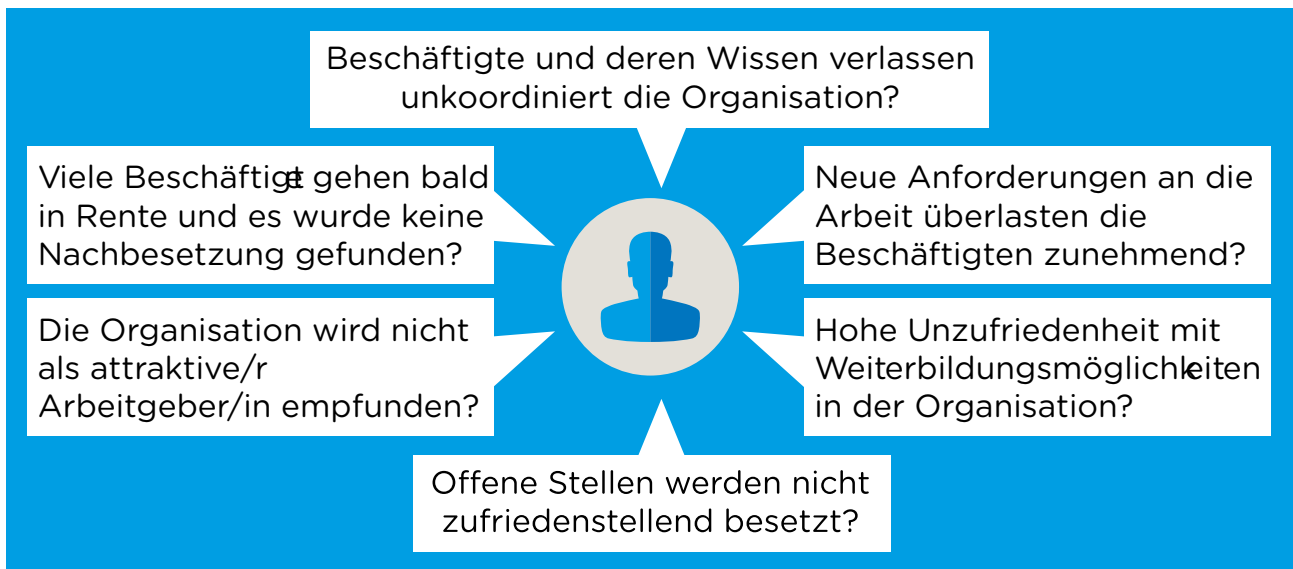 Beschäftigte und deren Wissen verlassen
unkoordiniert die Organisation?
Viele Beschäftigte gehen bald
in Rente und es wurde keine
Nachbesetzung gefunden?
Neue Anforderungen an die
Arbeit überlasten die
Beschäftigten zunehmend?
Die Organisation wird nicht
als attraktive/r
Arbeitgeber/in empfunden?
Hohe Unzufriedenheit mit
Weiterbildungsmöglichkeiten
in der Organisation?
Offene Stellen werden nicht
zufriedenstellend besetzt?